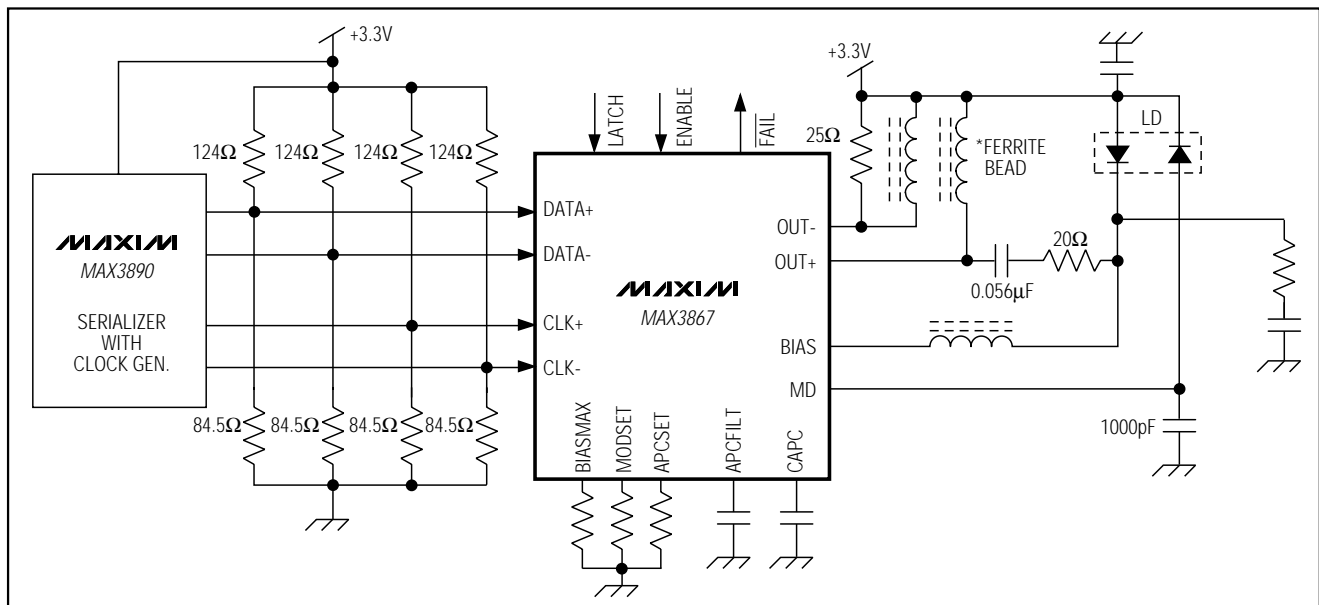 +3.3V
124Ω
124Ω
124Ω
124Ω
MAXIM
MAX3890
SERIALIZER
WITH
CLOCK GEN.
84.5Ω
84.5Ω
84.5Ω
84.5Ω
LATCH
ENABLE
FAIL
DATA+
DATA-
CLK+
CLK-
MAXIM
MAX3867
OUT-
OUT+
BIAS
MD
BIASMAX
MODSET
APCSET
APCFILT
CAPC
+3.3V
25Ω
*FERRITE
BEAD
LD
20Ω
0.056μF
1000pF